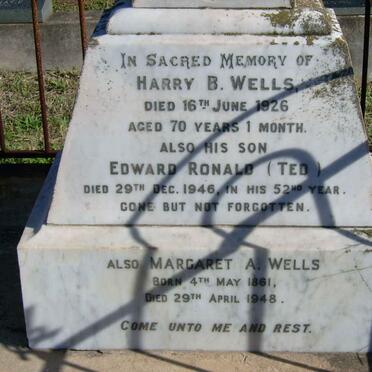 In Sacred Memory of
Harry B. Wells,
died 16th June 1926
aged 70 years 1 month.
also his son
Edward Ronald (Ted)
died 29th Dec. 1946, in his 52nd year.
gone but not forgotten.
also Margaret A. Wells
Born 4th May 1861,
Died 29th April 1948.
Come unto me and rest.